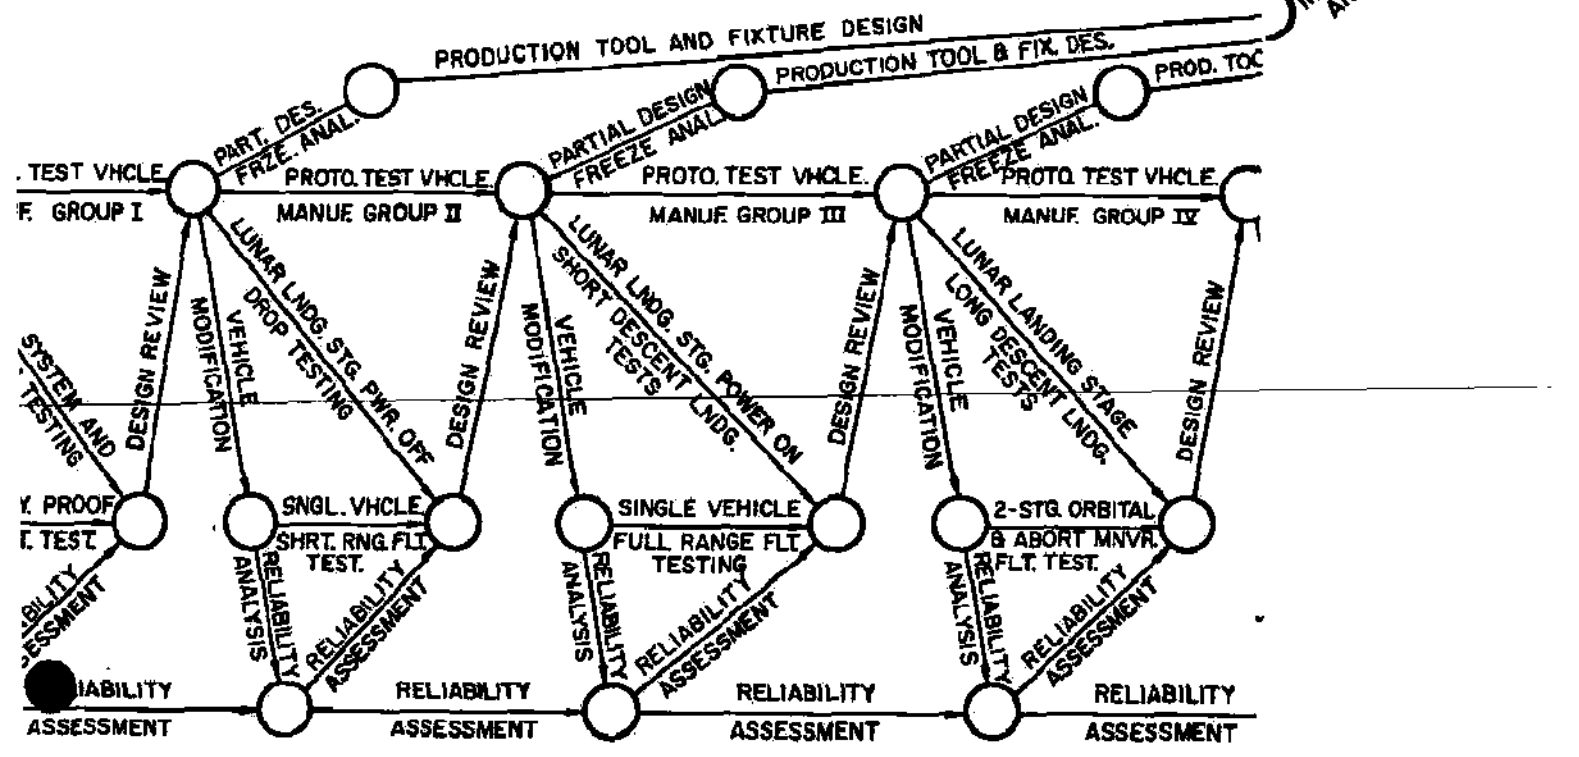 PRODUCTION TOOL AND FIXTURE DESIGN
PRODUCTION TOOL & FIX. DES.
PROD. TOC
PART. DES.
FRZE. ANAL.
PARTIAL DESIGN
FREEZE ANAL.
PARTIAL DESIGN
FREEZE ANAL.
. TEST VHCLE
F. GROUP I
PROTO. TEST VHCLE.
MANUF. GROUP II
PROTO. TEST VHCLE.
MANUF. GROUP III
PROTO. TEST VHCLE.
MANUF. GROUP IV
SYSTEM AND
TESTING
DESIGN REVIEW
VEHICLE
MODIFICATION
LUNAR LNDG. STG. PWR. OFF
DROP TESTING
DESIGN REVIEW
VEHICLE
MODIFICATION
LUNAR LNDG. STG. POWER ON
SHORT DESCENT LNDG.
TESTS
DESIGN REVIEW
VEHICLE
MODIFICATION
LUNAR LANDING STAGE
LONG DESCENT LNDG.
TESTS
DESIGN REVIEW
Y. PROOF
T. TEST.
SNGL. VHCLE
SHRT. RNG. FLT.
TEST.
SINGLE VEHICLE
FULL RANGE FLT.
TESTING
2-STG. ORBITAL
& ABORT MNVR.
FLT. TEST.
BILITY
SESSMENT
RELIABILITY
ANALYSIS
RELIABILITY
ASSESSMENT
RELIABILITY
ANALYSIS
RELIABILITY
ASSESSMENT
RELIABILITY
ANALYSIS
RELIABILITY
ASSESSMENT
IABILITY
ASSESSMENT
RELIABILITY
ASSESSMENT
RELIABILITY
ASSESSMENT
RELIABILITY
ASSESSMENT